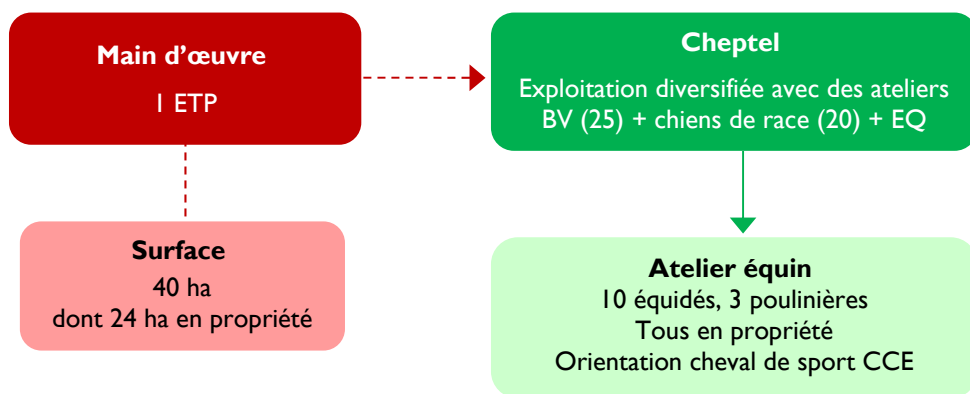 Main d’œuvre
1 ETP
Cheptel
Exploitation diversifiée avec des ateliers
BV (25) + chiens de race (20) + EQ
Surface
40 ha
dont 24 ha en propriété
Atelier équin
10 équidés, 3 poulinières
Tous en propriété
Orientation cheval de sport CCE